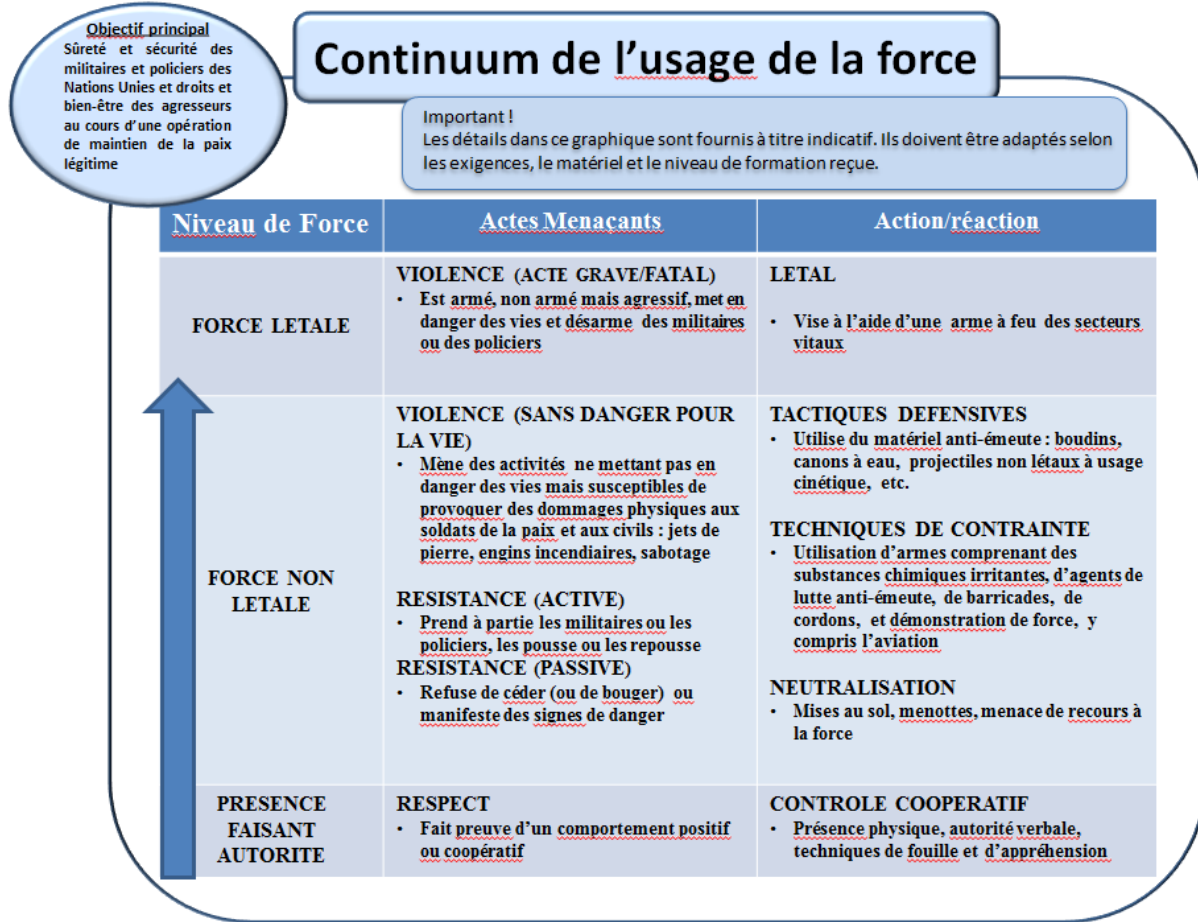 Objectif principal
Sûreté et sécurité des
militaires et policiers des
Nations Unies et droits et
bien-être des agresseurs
au cours d'une opération
de maintien de la paix
légitime
Continuum de l'usage de la force
Important !
Les détails dans ce graphique sont fournis à titre indicatif. Ils doivent être adaptés selon
les exigences, le matériel et le niveau de formation reçue.
Niveau de Force
Actes Menaçants
Action/réaction
FORCE LETALE
VIOLENCE (ACTE GRAVE/FATAL)
• Est armé, non armé mais agressif, met en
danger des vies et désarme des militaires
ou des policiers
LETAL
• Vise à l'aide d'une arme à feu des secteurs
vitaux
FORCE NON
LETALE
VIOLENCE (SANS DANGER POUR
LA VIE)
• Mène des activités ne mettant pas en
danger des vies mais susceptibles de
provoquer des dommages physiques aux
soldats de la paix et aux civils : jets de
pierre, engins incendiaires, sabotage
RESISTANCE (ACTIVE)
• Prend à partie les militaires ou les
policiers, les pousse ou les repousse
RESISTANCE (PASSIVE)
• Refuse de céder (ou de bouger) ou
manifeste des signes de danger
TACTIQUES DEFENSIVES
• Utilise du matériel anti-émeute : boudins,
canons à eau, projectiles non létaux à usage
cinétique, etc.
TECHNIQUES DE CONTRAINTE
• Utilisation d'armes comprenant des
substances chimiques irritantes, d'agents de
lutte anti-émeute, de barricades, de
cordons, et démonstration de force, y
compris l'aviation
NEUTRALISATION
• Mises au sol, menottes, menace de recours à
la force
PRESENCE
FAISANT
AUTORITE
RESPECT
• Fait preuve d'un comportement positif
ou coopératif
CONTROLE COOPERATIF
• Présence physique, autorité verbale,
techniques de fouille et d'appréhension